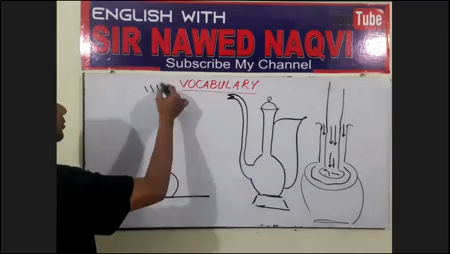 Tube
ENGLISH WITH
SIR NAWED NAQVI
Subscribe My Channel
VOCABULARY